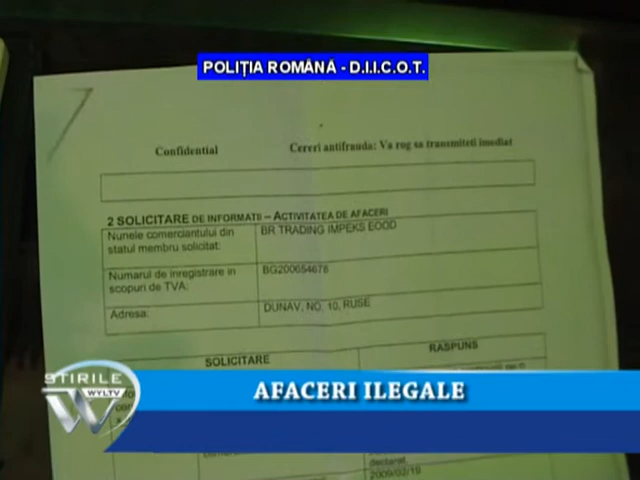 POLIŢIA ROMÂNĂ - D.I.I.C.O.T.
Confidential Cereri antifrauda: Va rog sa transmiteti imediat
2 SOLICITARE DE INFORMATII – ACTIVITATEA DE AFACERI
Numele comerciantului din BR TRADING IMPEKS EOOD
statul membru solicitat:
Numarul de inregistrare in BG200654678
scopuri de TVA:
Adresa: DUNAV, NO. 10, RUSE
SOLICITARE RASPUNS
STIRILE
WYLTV
AFACERI ILEGALE
declarat.
2009/02/19